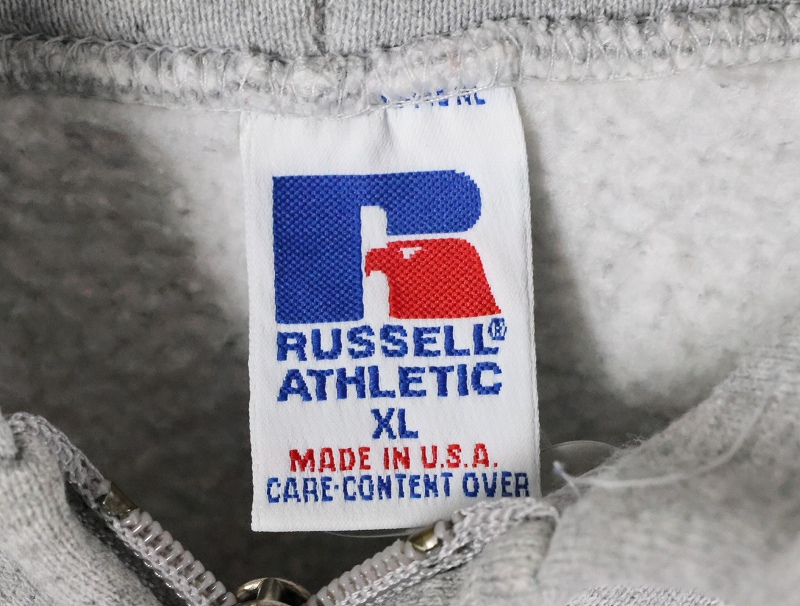 RUSSELL®
ATHLETIC
XL
MADE IN U.S.A.
CARE-CONTENT OVER